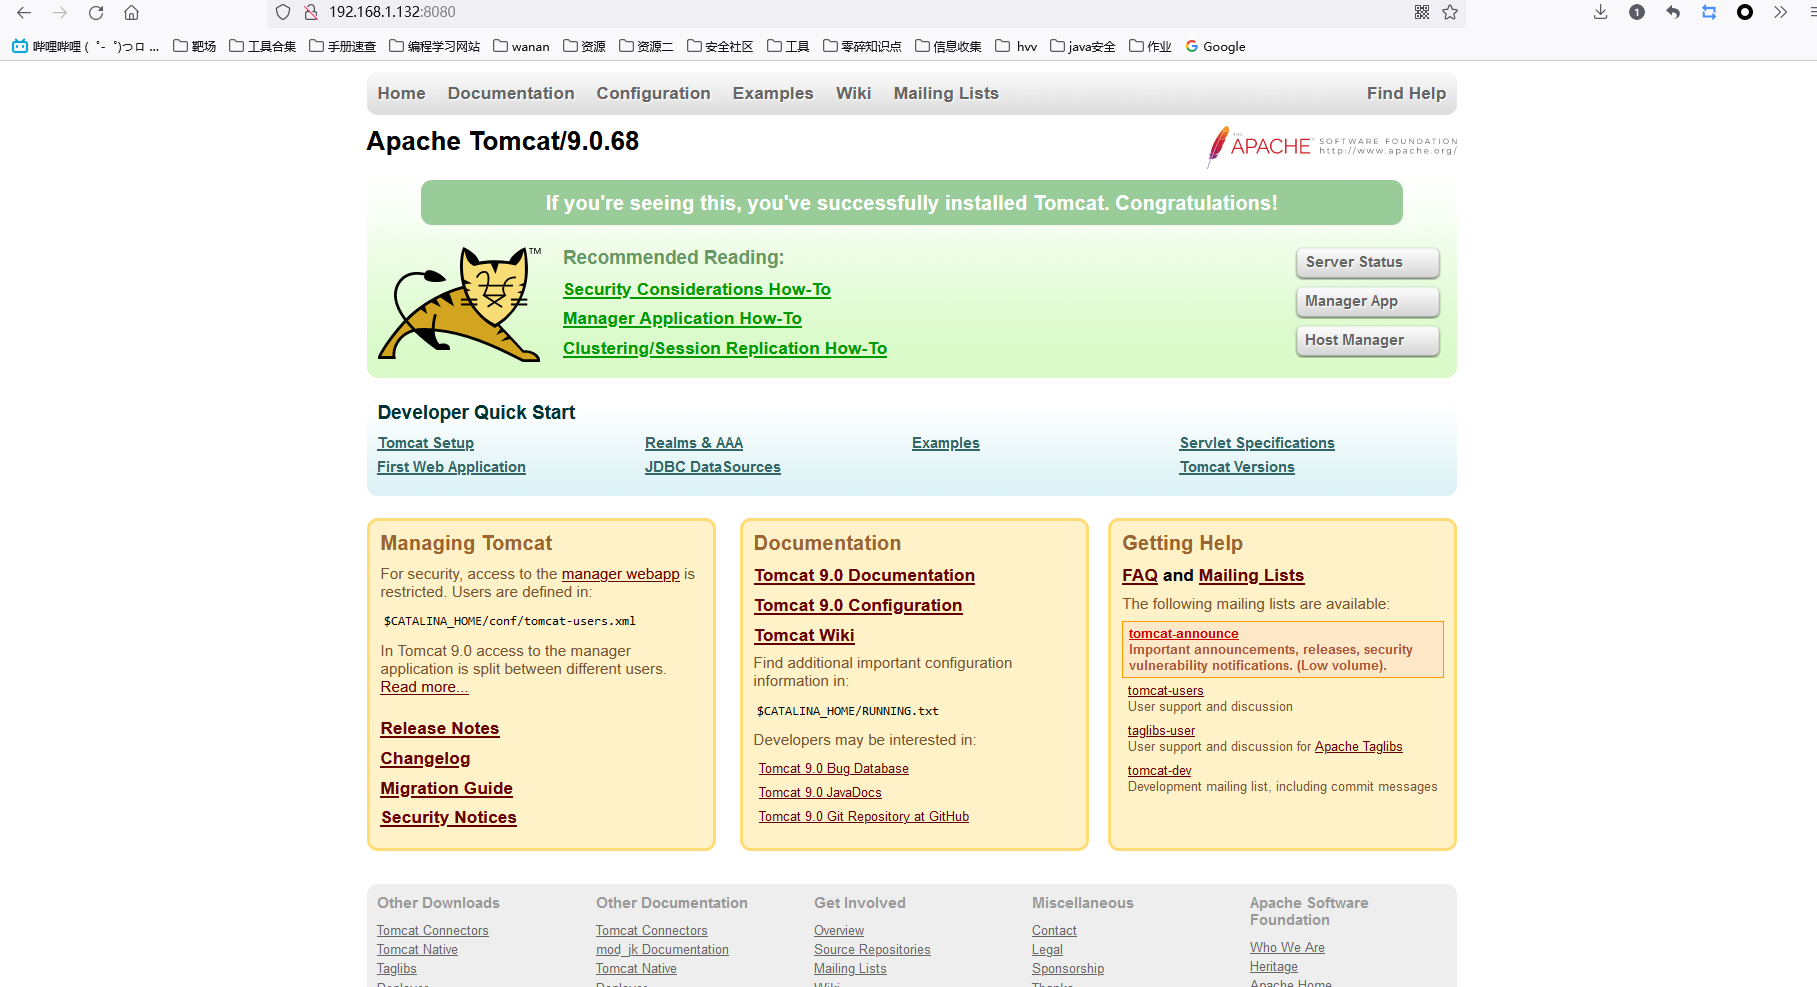 192.168.1.132:8080
哔哩哔哩 ( ゜- ゜)つロ ... 靶场 工具合集 手册速查 编程学习网站 wanan 资源 资源二 安全社区 工具 零碎知识点 信息收集 hvv java安全 作业 Google
Home Documentation Configuration Examples Wiki Mailing Lists Find Help
Apache Tomcat/9.0.68
THE APACHE® SOFTWARE FOUNDATION
http://www.apache.org/
If you're seeing this, you've successfully installed Tomcat. Congratulations!
TM
Recommended Reading:
Security Considerations How-To
Manager Application How-To
Clustering/Session Replication How-To
Server Status
Manager App
Host Manager
Developer Quick Start
Tomcat Setup
First Web Application
Realms & AAA
JDBC DataSources
Examples
Servlet Specifications
Tomcat Versions
Managing Tomcat
For security, access to the manager webapp is
restricted. Users are defined in:
$CATALINA_HOME/conf/tomcat-users.xml
In Tomcat 9.0 access to the manager
application is split between different users.
Read more...
Release Notes
Changelog
Migration Guide
Security Notices
Documentation
Tomcat 9.0 Documentation
Tomcat 9.0 Configuration
Tomcat Wiki
Find additional important configuration
information in:
$CATALINA_HOME/RUNNING.txt
Developers may be interested in:
Tomcat 9.0 Bug Database
Tomcat 9.0 JavaDocs
Tomcat 9.0 Git Repository at GitHub
Getting Help
FAQ and Mailing Lists
The following mailing lists are available:
tomcat-announce
Important announcements, releases, security
vulnerability notifications. (Low volume).
tomcat-users
User support and discussion
taglibs-user
User support and discussion for Apache Taglibs
tomcat-dev
Development mailing list, including commit messages
Other Downloads
Tomcat Connectors
Tomcat Native
Taglibs
Deployer
Other Documentation
Tomcat Connectors
mod_jk Documentation
Tomcat Native
Deployer
Get Involved
Overview
Source Repositories
Mailing Lists
Wiki
Miscellaneous
Contact
Legal
Sponsorship
Thanks
Apache Software
Foundation
Who We Are
Heritage
Apache Home